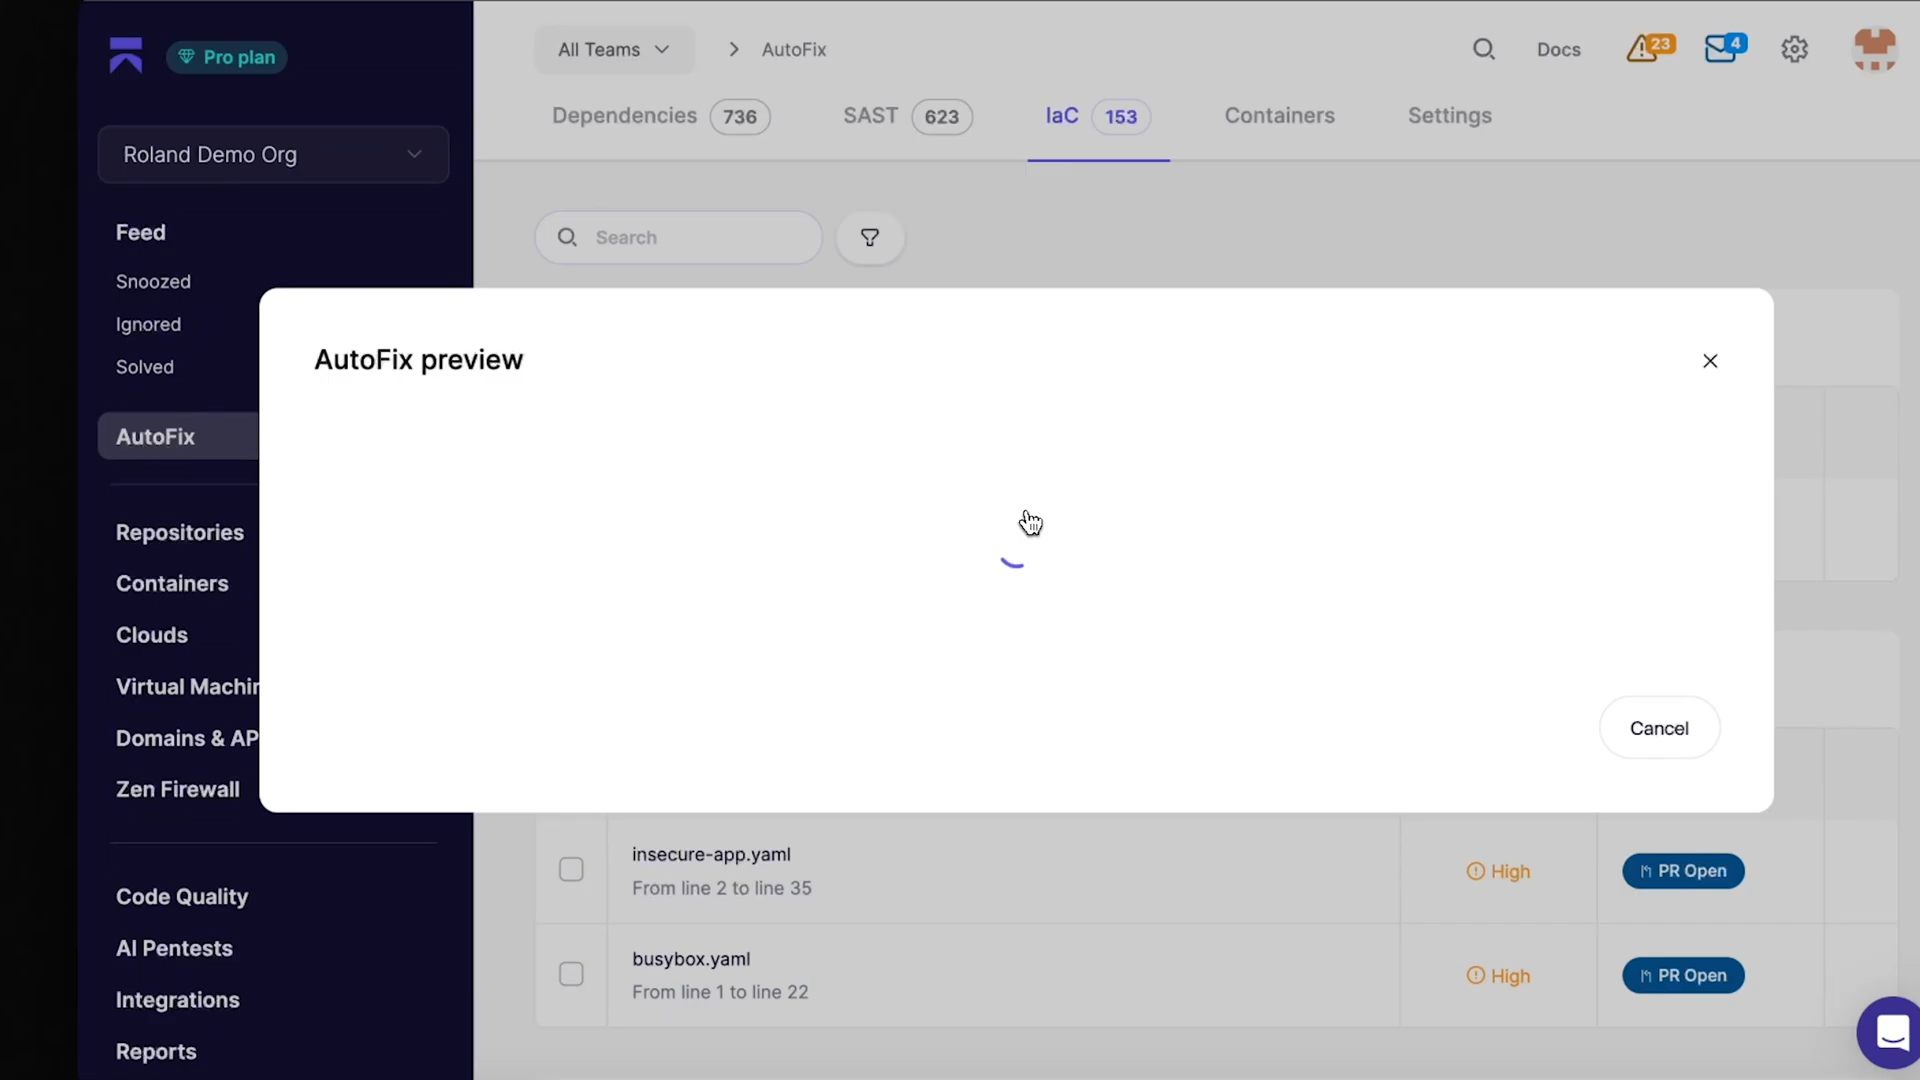 Pro plan
Roland Demo Org
Feed
Snoozed
Ignored
Solved
AutoFix
Repositories
Containers
Clouds
Virtual Machin
Domains & AP
Zen Firewall
Code Quality
AI Pentests
Integrations
Reports
All Teams > AutoFix
Docs
23
4
Dependencies 736
SAST 623
IaC 153
Containers
Settings
Search
AutoFix preview
Cancel
insecure-app.yaml
From line 2 to line 35
High
PR Open
busybox.yaml
From line 1 to line 22
High
PR Open